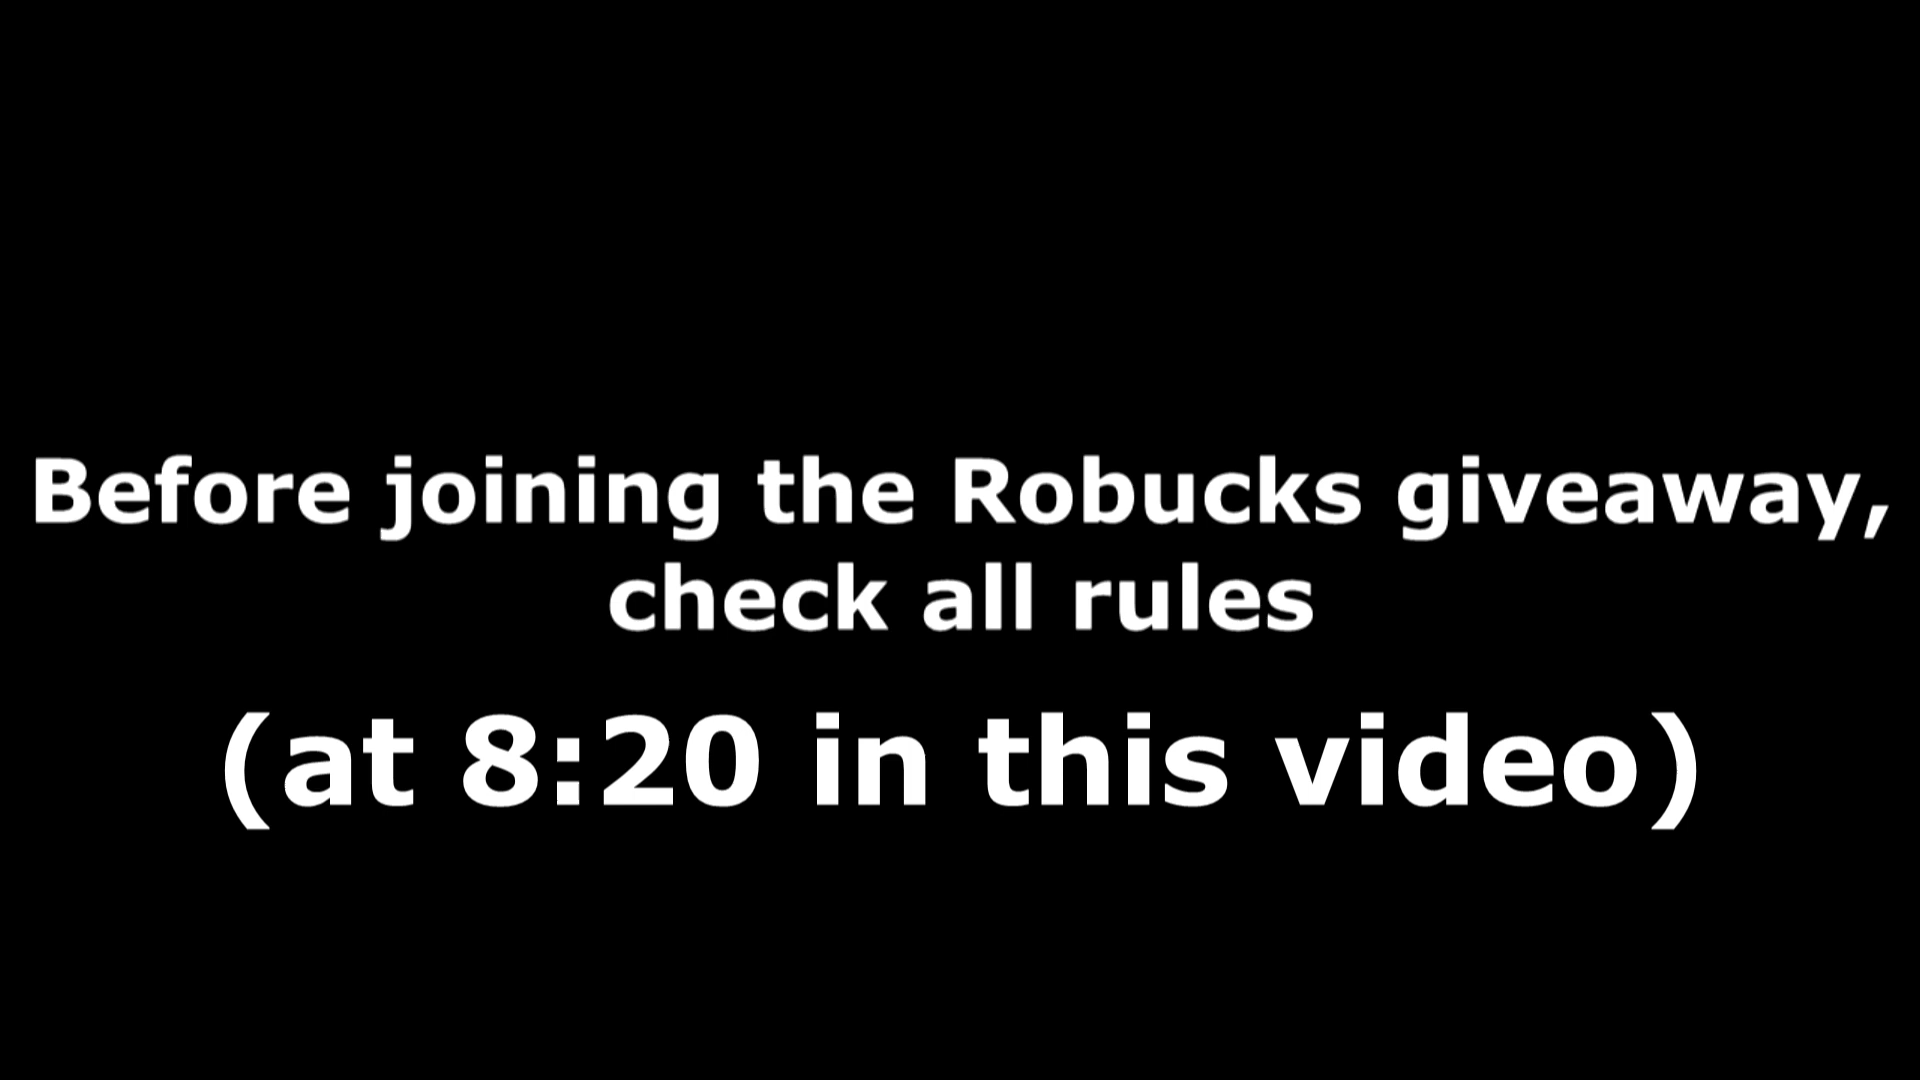 Before joining the Robucks giveaway,
check all rules
(at 8:20 in this video)